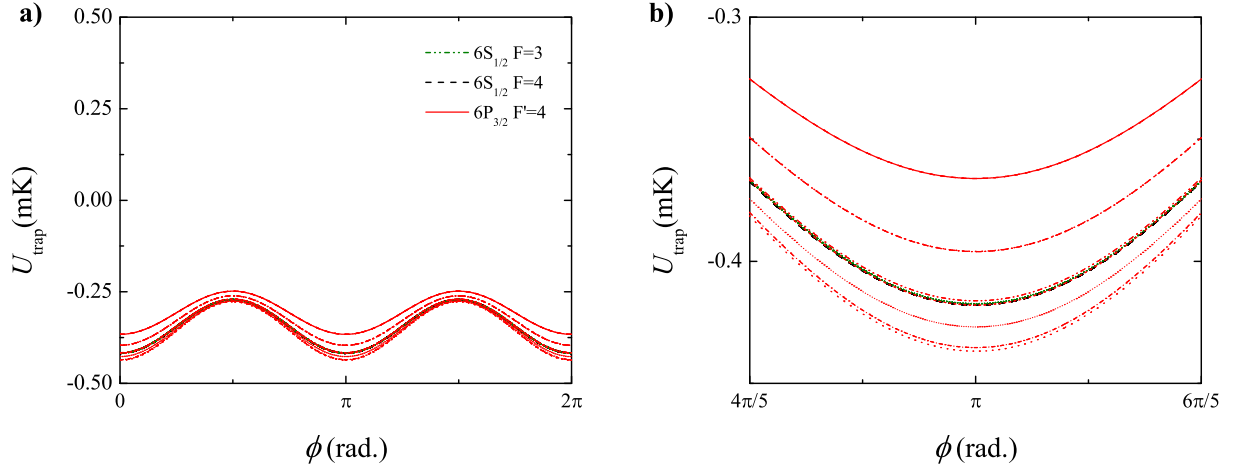 a)
0.50
0.25
0.00
-0.25
-0.50
U_trap (mK)
6S_1/2 F=3
6S_1/2 F=4
6P_3/2 F'=4
0
π
2π
ϕ (rad.)
b)
-0.3
-0.4
U_trap (mK)
4π/5
π
6π/5
ϕ (rad.)